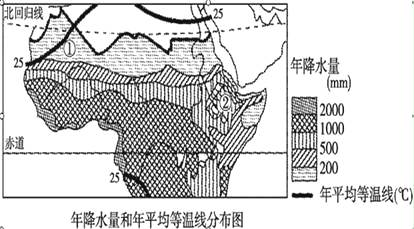 北回归线
25
25
①
②
赤道
25
年降水量
(mm)
2000
1000
500
200
年平均等温线(℃)
年降水量和年平均等温线分布图